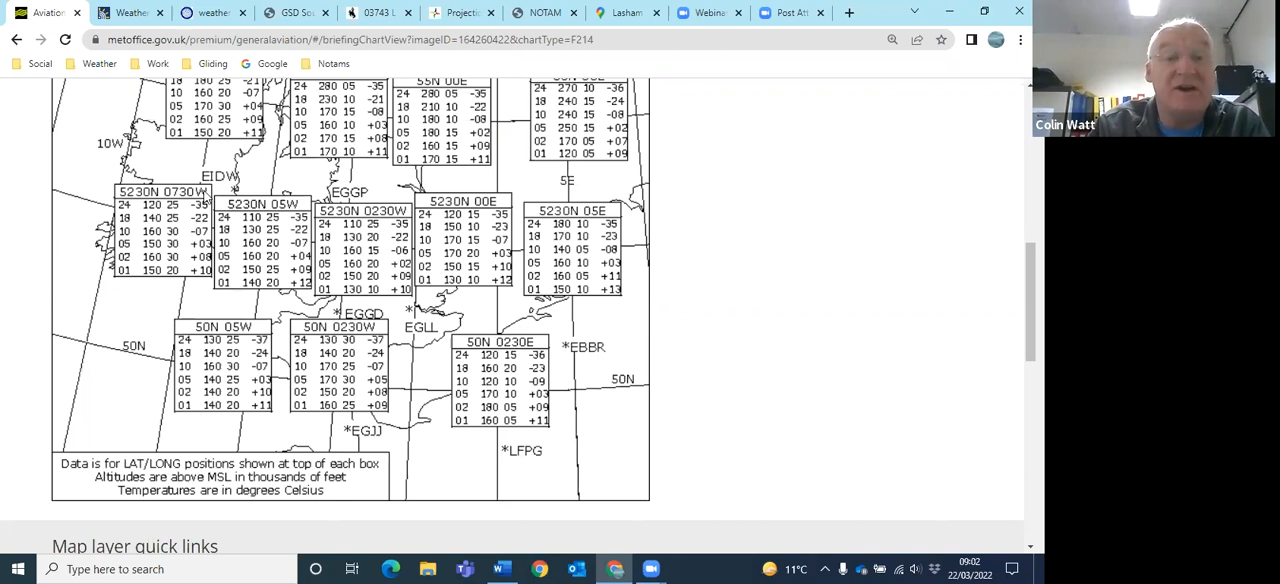 Aviation
Weather
weather
GSD Sou
03743 L
Projectio
NOTAM
Lasham
Webina
Post Att
metoffice.gov.uk/premium/generalaviation/#/briefingChartView?imageID=164260422&chartType=F214
Social
Weather
Work
Gliding
Google
Notams
Colin Watt
18 180 25 -21
10 160 20 -07
05 170 30 +04
02 160 25 +09
01 150 20 +11
24 280 05 -35
18 230 10 -21
10 170 15 -08
05 160 10 +03
02 170 15 +08
01 170 10 +11
55N 00E
24 280 05 -35
18 210 10 -22
10 180 10 -08
05 180 15 +02
02 160 15 +09
01 170 15 +11
24 270 10 -36
18 240 15 -24
10 240 15 -08
05 250 15 +02
02 170 05 +07
01 120 05 +09
10W
EIDW
*
EGGP
5E
5230N 0730W
24 120 25 -35
18 140 25 -22
10 160 30 -07
05 150 30 +03
02 160 30 +08
01 150 20 +10
5230N 05W
24 110 25 -35
18 130 25 -22
10 160 20 -07
05 160 20 +04
02 150 25 +09
01 140 20 +12
5230N 0230W
24 110 25 -35
18 130 20 -22
10 160 15 -06
05 160 20 +02
02 150 20 +09
01 130 10 +10
5230N 00E
24 120 15 -35
18 150 10 -23
10 170 15 -07
05 170 20 +03
02 150 15 +10
01 130 10 +12
5230N 05E
24 180 10 -35
18 170 10 -23
10 140 05 -08
05 160 10 +03
02 160 05 +11
01 150 10 +13
*EGGD
*
EGLL
50N
*EBBR
50N
50N 05W
24 130 25 -37
18 140 20 -24
10 160 30 -07
05 140 25 +03
02 140 20 +10
01 140 20 +11
50N 0230W
24 130 30 -37
18 140 20 -24
10 170 25 -07
05 170 30 +05
02 150 20 +08
01 160 25 +09
50N 0230E
24 120 15 -36
18 160 20 -23
10 120 10 -09
05 170 10 +03
02 180 05 +09
01 160 05 +11
*EGJJ
*LFPG
Data is for LAT/LONG positions shown at top of each box
Altitudes are above MSL in thousands of feet
Temperatures are in degrees Celsius
Map layer quick links
Type here to search
11°C
09:02
22/03/2022